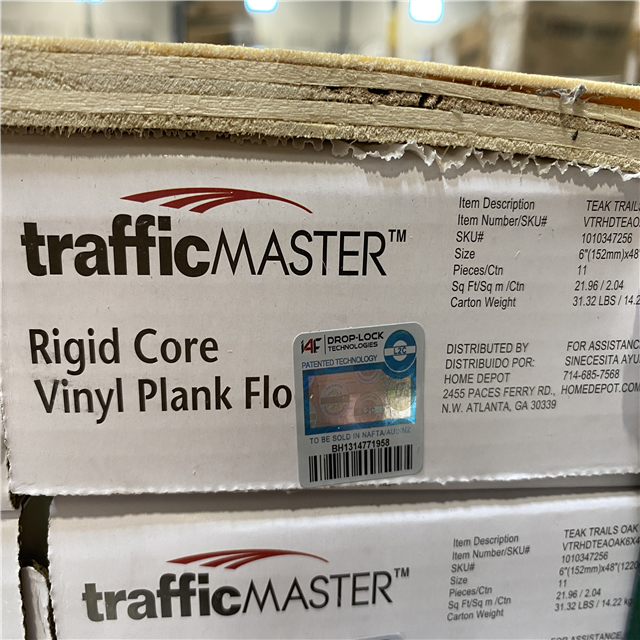 trafficMASTER™
Rigid Core
Vinyl Plank Flo
Item Description TEAK TRAILS
Item Number/SKU# VTRHDTEAO
SKU# 1010347256
Size 6"(152mm)x48
Pieces/Ctn 11
Sq Ft/Sq m /Ctn 21.96 / 2.04
Carton Weight 31.32 LBS / 14.2
DISTRIBUTED BY
DISTRIBUIDO POR:
HOME DEPOT
2455 PACES FERRY RD.,
N.W. ATLANTA, GA 30339
FOR ASSISTANC
SINECESITA AYU
714-685-7568
HOMEDEPOT.COM
I4F DROP-LOCK
TECHNOLOGIES
PATENTED TECHNOLOGY
L2C
TO BE SOLD IN NAFTA/AUS/NZ
BH1314771958
trafficMASTER™
Item Description TEAK TRAILS OAK
Item Number/SKU# VTRHDTEAOAK6X4
SKU# 1010347256
Size 6"(152mm)x48"(1220
Pieces/Ctn 11
Sq Ft/Sq m /Ctn 21.96 / 2.04
Carton Weight 31.32 LBS / 14.22 kg
FOR ASSISTANCE